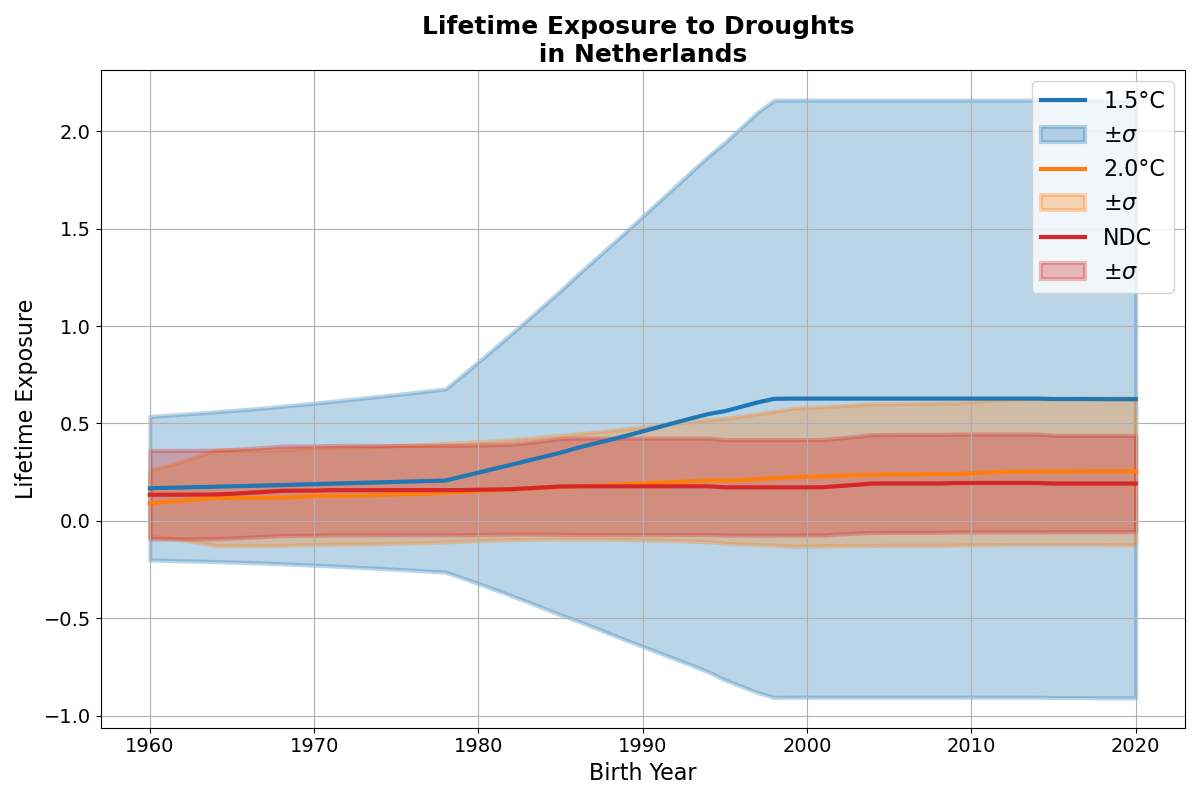 Lifetime Exposure to Droughts
in Netherlands
Lifetime Exposure
2.0
1.5
1.0
0.5
0.0
−0.5
−1.0
1.5°C
±σ
2.0°C
±σ
NDC
±σ
1960 1970 1980 1990 2000 2010 2020
Birth Year